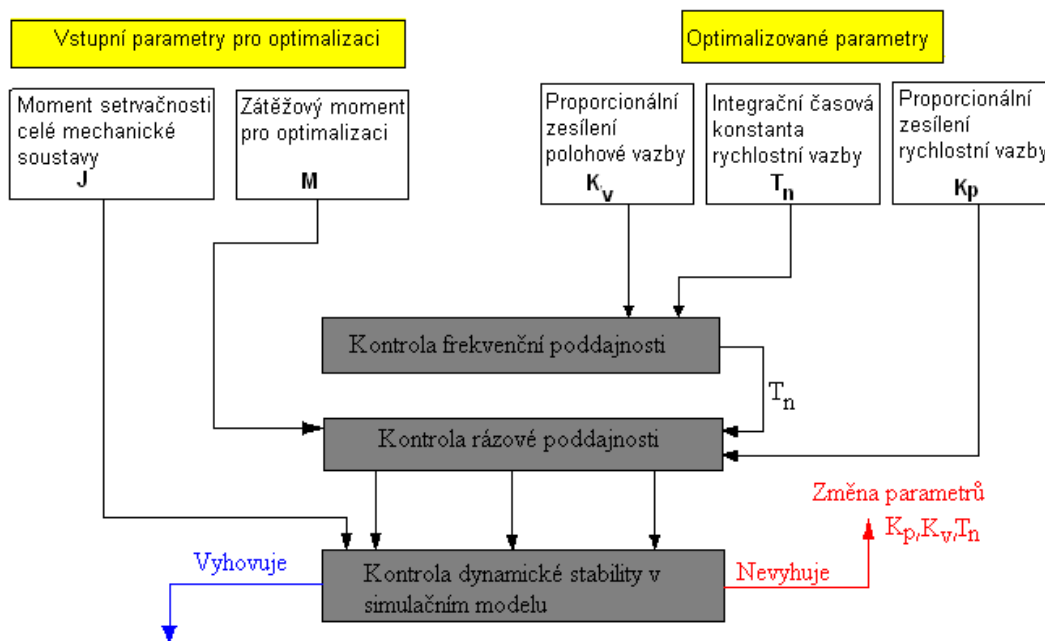 Vstupní parametry pro optimalizaci
Optimalizované parametry
Moment setrvačnosti
celé mechanické
soustavy
J
Zátěžový moment
pro optimalizaci
M
Proporcionální
zesílení
polohové vazby
Kv
Integrační časová
konstanta
rychlostní vazby
Tn
Proporcionální
zesílení
rychlostní vazby
Kp
Kontrola frekvenční poddajnosti
Tn
Kontrola rázové poddajnosti
Změna parametrů
Kp,Kv,Tn
Vyhovuje
Kontrola dynamické stability v
simulačním modelu
Nevyhuje